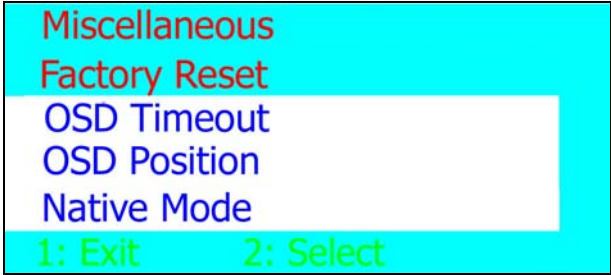 Miscellaneous
Factory Reset
OSD Timeout
OSD Position
Native Mode
1: Exit 2: Select